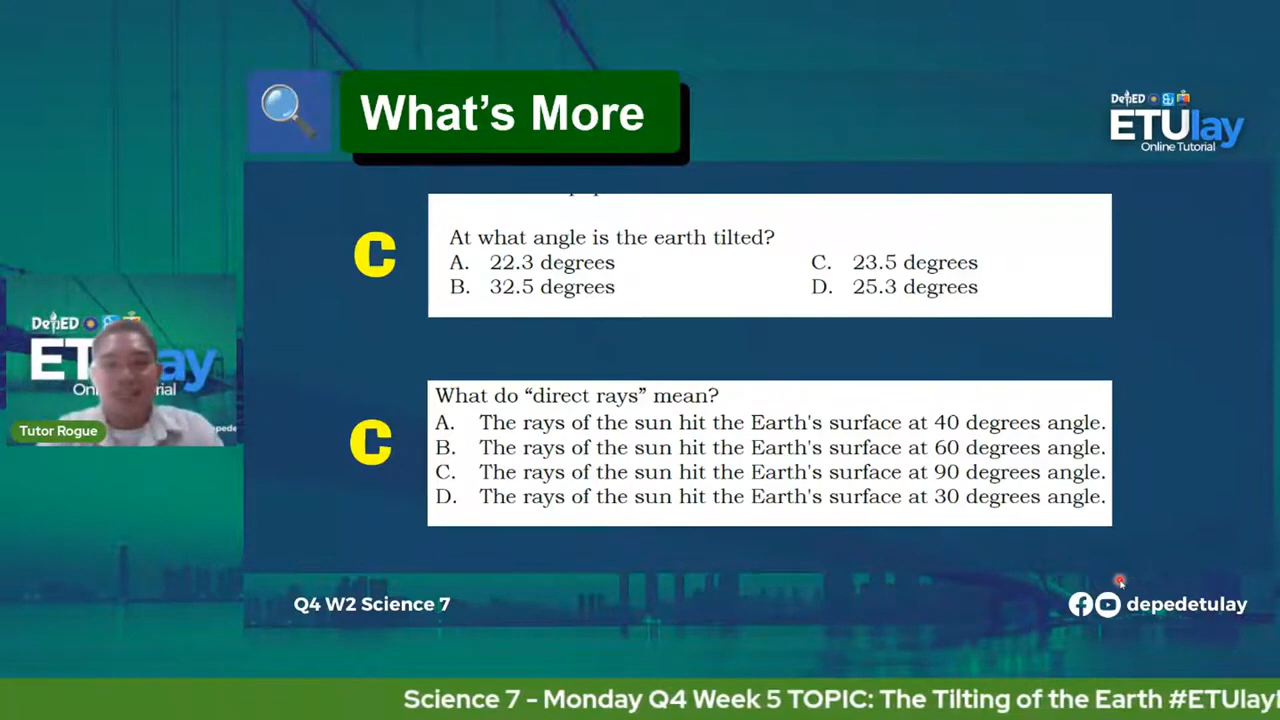 What's More
DepED
ETUlay
Online Tutorial
C
At what angle is the earth tilted?
A. 22.3 degrees
C. 23.5 degrees
B. 32.5 degrees
D. 25.3 degrees
C
What do “direct rays” mean?
A. The rays of the sun hit the Earth's surface at 40 degrees angle.
B. The rays of the sun hit the Earth's surface at 60 degrees angle.
C. The rays of the sun hit the Earth's surface at 90 degrees angle.
D. The rays of the sun hit the Earth's surface at 30 degrees angle.
DepED
Tutor Rogue
Q4 W2 Science 7
depedetulay
Science 7 - Monday Q4 Week 5 TOPIC: The Tilting of the Earth #ETUlay